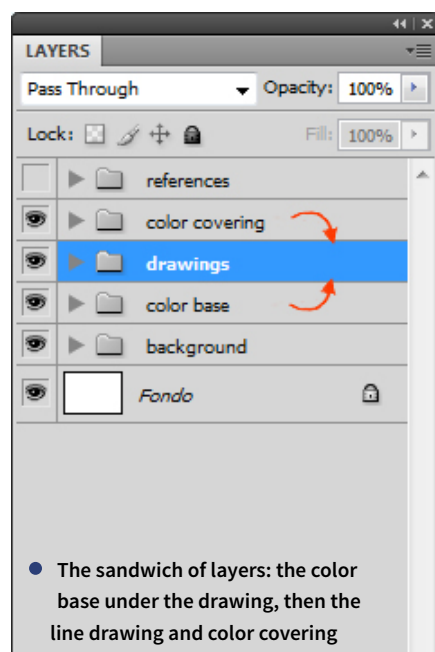 LAYERS
Pass Through Opacity: 100%
Lock: Fill: 100%
references
color covering
drawings
color base
background
Fondo
The sandwich of layers: the color
base under the drawing, then the
line drawing and color covering